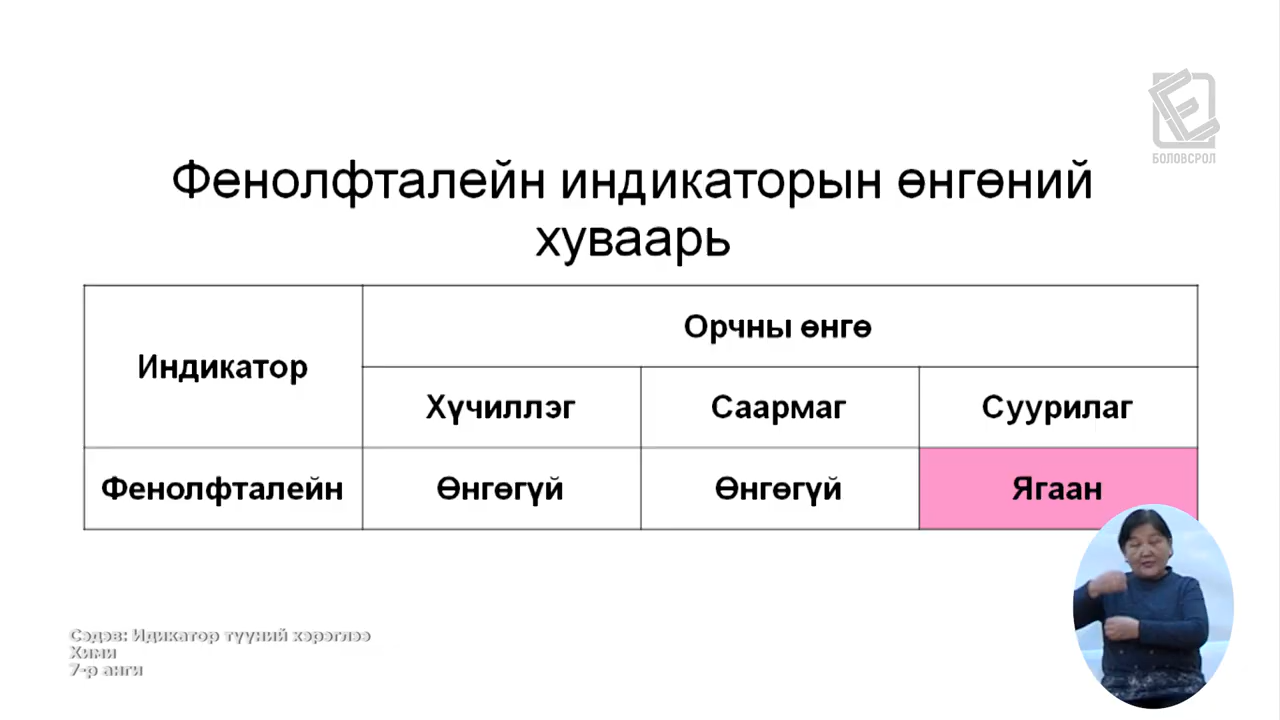 БОЛОВСРОЛ
Фенолфталейн индикаторын өнгөний
хуваарь
Индикатор
Орчны өнгө
Хүчиллэг
Саармаг
Суурилаг
Фенолфталейн
Өнгөгүй
Өнгөгүй
Ягаан
Сэдэв: Идикатор түүний хэрэглээ
Хими
7-р анги